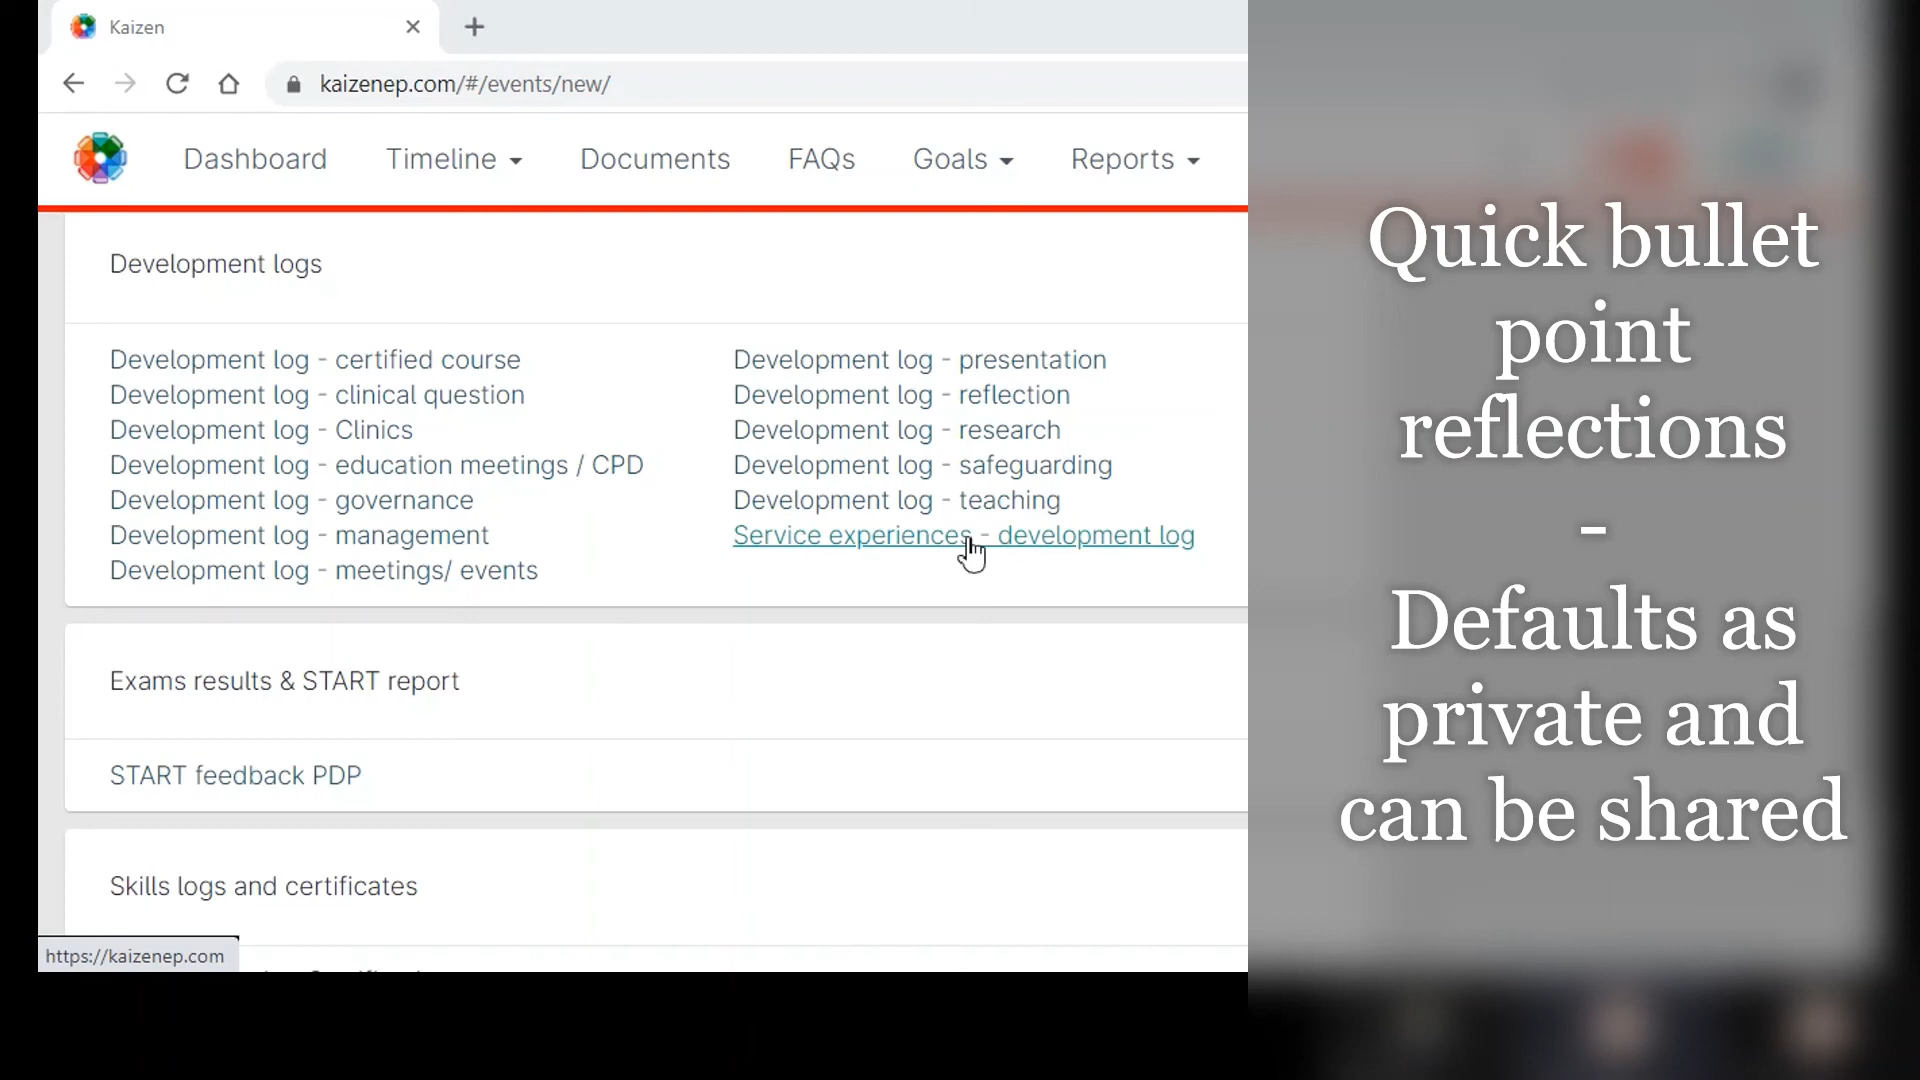 Kaizen
kaizenep.com/#/events/new/
Dashboard
Timeline
Documents
FAQs
Goals
Reports
Development logs
Development log - certified course
Development log - clinical question
Development log - Clinics
Development log - education meetings / CPD
Development log - governance
Development log - management
Development log - meetings/ events
Development log - presentation
Development log - reflection
Development log - research
Development log - safeguarding
Development log - teaching
Service experiences - development log
Exams results & START report
START feedback PDP
Skills logs and certificates
https://kaizenep.com
Quick bullet
point
reflections
-
Defaults as
private and
can be shared